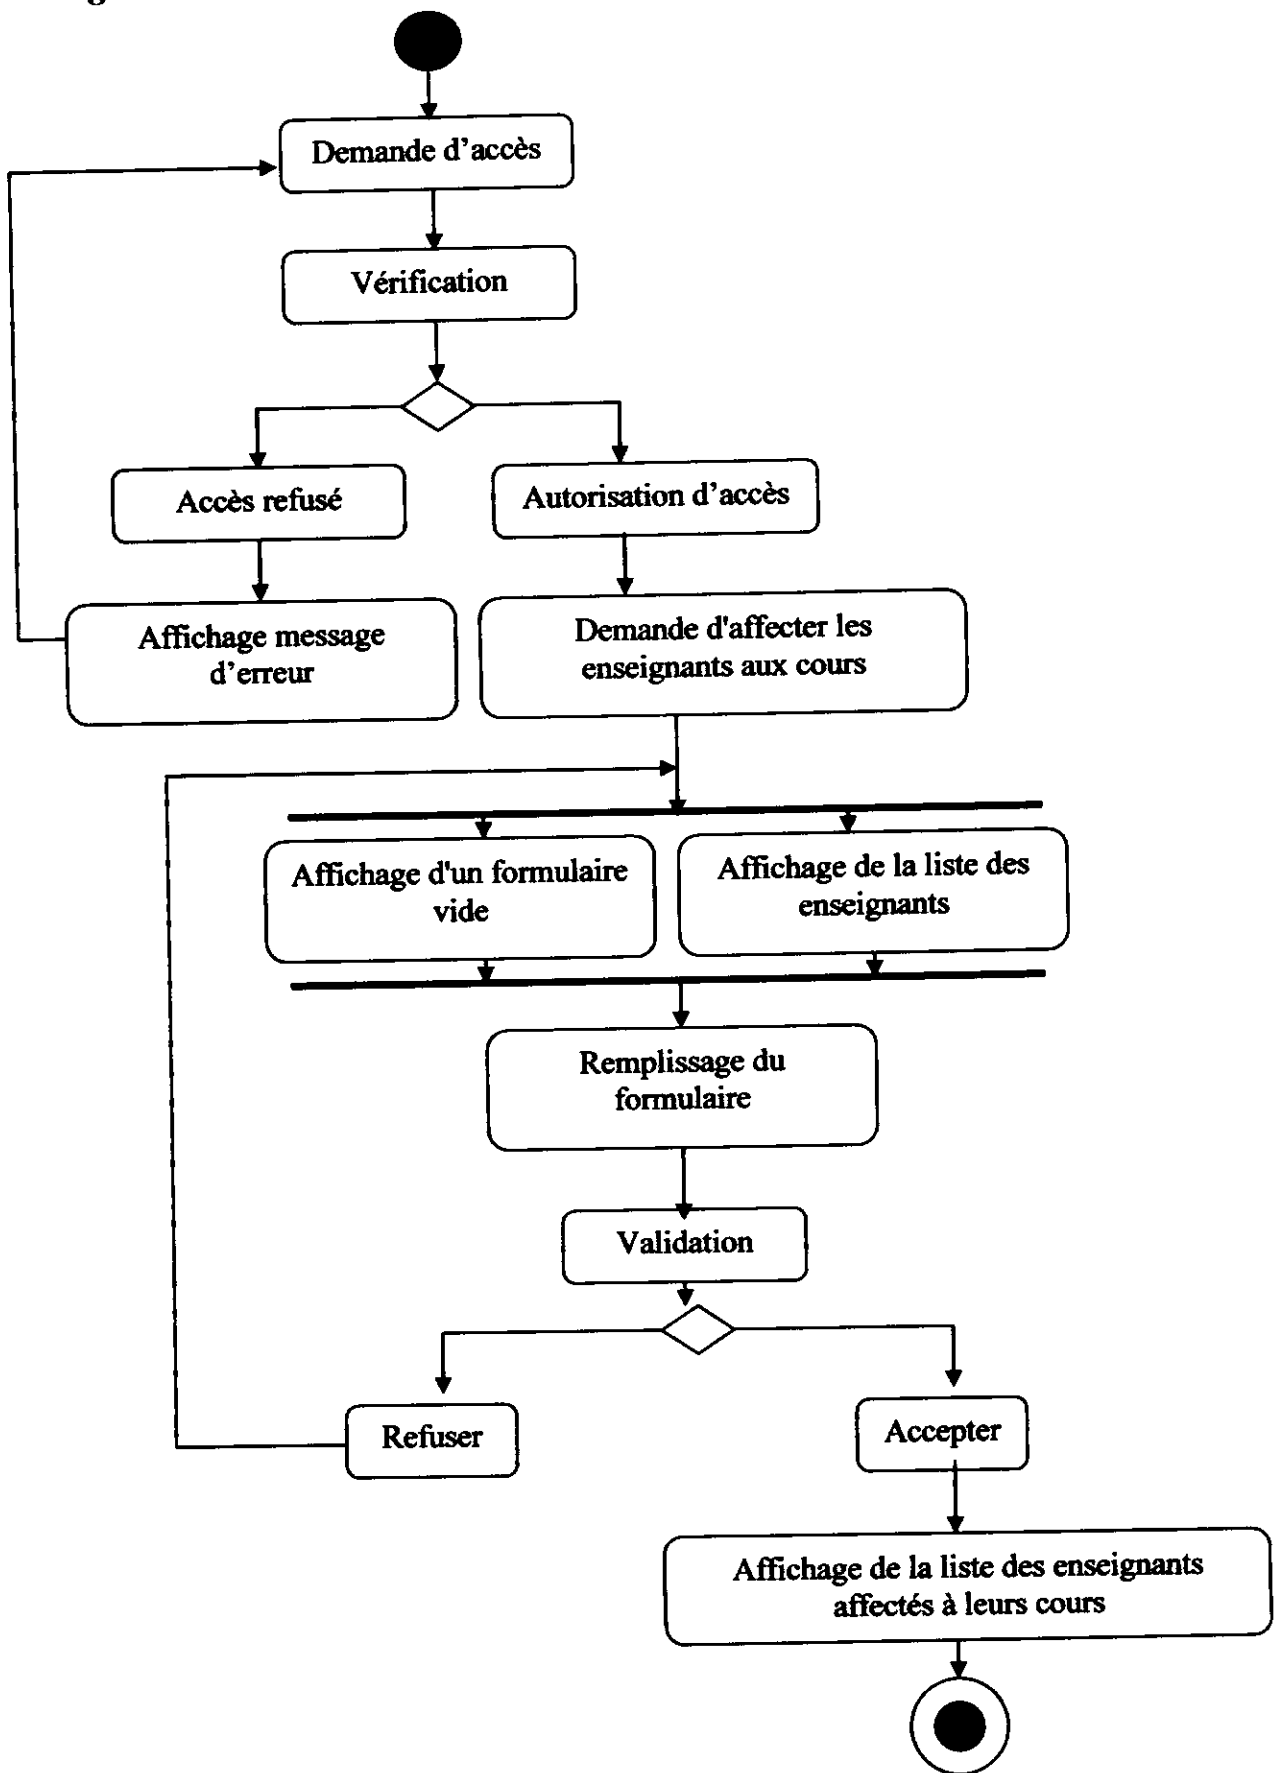 Demande d'accès
Vérification
Accès refusé
Autorisation d'accès
Affichage message
d'erreur
Demande d'affecter les
enseignants aux cours
Affichage d'un formulaire
vide
Affichage de la liste des
enseignants
Remplissage du
formulaire
Validation
Refuser
Accepter
Affichage de la liste des enseignants
affectés à leurs cours